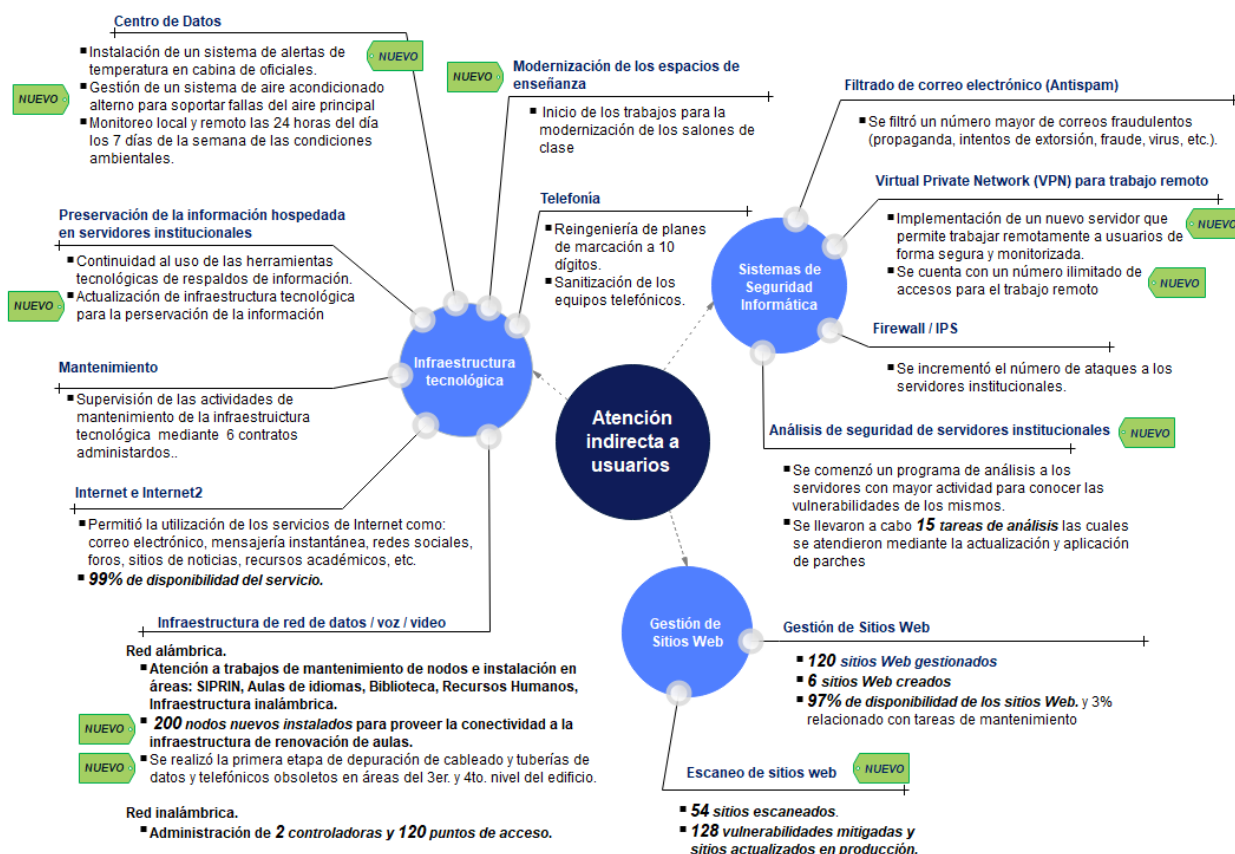 Centro de Datos
NUEVO
Instalación de un sistema de alertas de
temperatura en cabina de oficiales.
NUEVO
Gestión de un sistema de aire acondicionado
alterno para soportar fallas del aire principal
Monitoreo local y remoto las 24 horas del día
los 7 días de la semana de las condiciones
ambientales.
NUEVO
Modernización de los espacios de
enseñanza
Inicio de los trabajos para la
modernización de los salones de
clase
Telefonía
Reingeniería de planes
de marcación a 10
dígitos.
Sanitización de los
equipos telefónicos.
Preservación de la información hospedada
en servidores institucionales
Continuidad al uso de las herramientas
tecnológicas de respaldos de información.
NUEVO
Actualización de infraestructura tecnológica
para la perservación de la información
Mantenimiento
Supervisión de las actividades de
mantenimiento de la infraestruictura
tecnológica mediante 6 contratos
administardos..
Internet e Internet2
Permitió la utilización de los servicios de Internet como:
correo electrónico, mensajería instantánea, redes sociales,
foros, sitios de noticias, recursos académicos, etc.
99% de disponibilidad del servicio.
Infraestructura de red de datos / voz / video
Red alámbrica.
Atención a trabajos de mantenimiento de nodos e instalación en
áreas: SIPRIN, Aulas de idiomas, Biblioteca, Recursos Humanos,
Infraestructura inalámbrica.
NUEVO
200 nodos nuevos instalados para proveer la conectividad a la
infraestructura de renovación de aulas.
NUEVO
Se realizó la primera etapa de depuración de cableado y tuberías de
datos y telefónicos obsoletos en áreas del 3er. y 4to. nivel del edificio.
Red inalámbrica.
Administración de 2 controladoras y 120 puntos de acceso.
Infraestructura
tecnológica
Atención
indirecta a
usuarios
Sistemas de
Seguridad
Informática
Filtrado de correo electrónico (Antispam)
Se filtró un número mayor de correos fraudulentos
(propaganda, intentos de extorsión, fraude, virus, etc.).
Virtual Private Network (VPN) para trabajo remoto
Implementación de un nuevo servidor que
permite trabajar remotamente a usuarios de
forma segura y monitorizada.
NUEVO
Se cuenta con un número ilimitado de
accesos para el trabajo remoto
NUEVO
Firewall / IPS
Se incrementó el número de ataques a los
servidores institucionales.
Análisis de seguridad de servidores institucionales
NUEVO
Se comenzó un programa de análisis a los
servidores con mayor actividad para conocer las
vulnerabilidades de los mismos.
Se llevaron a cabo 15 tareas de análisis las cuales
se atendieron mediante la actualización y aplicación
de parches
Gestión de
Sitios Web
Gestión de Sitios Web
120 sitios Web gestionados
6 sitios Web creados
97% de disponibilidad de los sitios Web. y 3%
relacionado con tareas de mantenimiento
Escaneo de sitios web
NUEVO
54 sitios escaneados.
128 vulnerabilidades mitigadas y
sitios actualizados en producción.